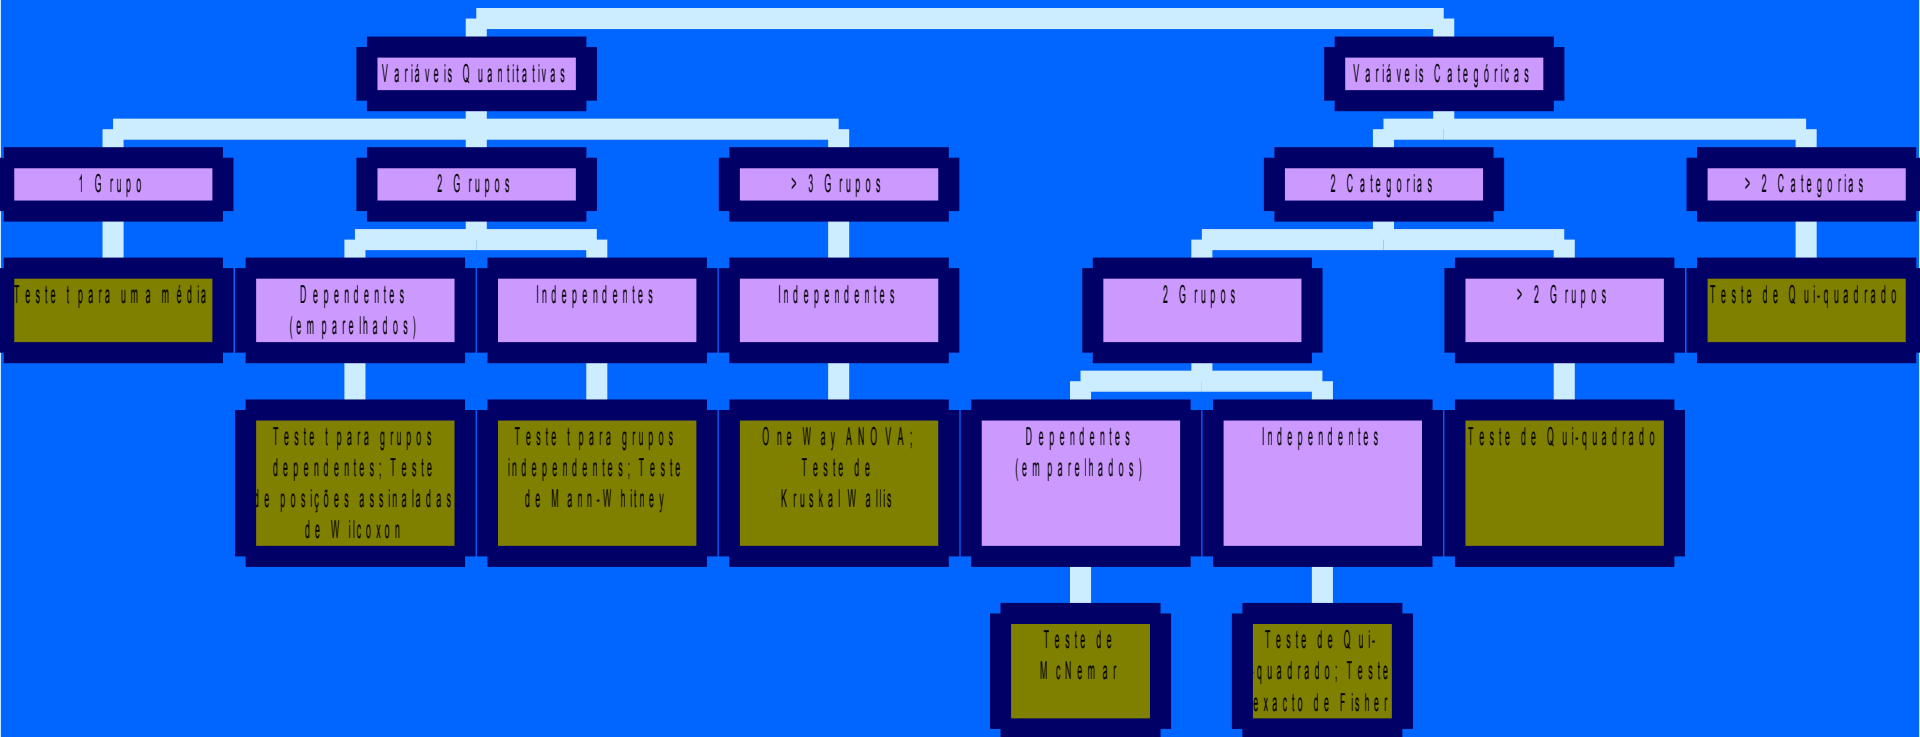 Variáveis Quantitativas
Variáveis Categóricas
1 Grupo
2 Grupos
> 3 Grupos
2 Categorias
> 2 Categorias
Teste t para uma média
Dependentes
(emparelhados)
Independentes
Independentes
2 Grupos
> 2 Grupos
Teste de Qui-quadrado
Teste t para grupos
dependentes; Teste
de posições assinaladas
de Wilcoxon
Teste t para grupos
independentes; Teste
de Mann-Whitney
One Way ANOVA;
Teste de
Kruskal Wallis
Dependentes
(emparelhados)
Independentes
Teste de Qui-quadrado
Teste de
McNemar
Teste de Qui-
quadrado; Teste
exacto de Fisher